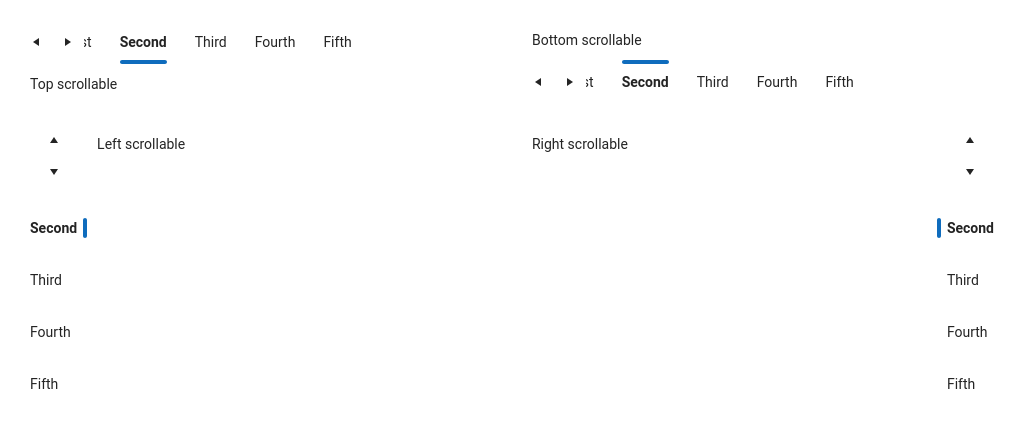 st Second Third Fourth Fifth
Top scrollable
Bottom scrollable
st Second Third Fourth Fifth
Left scrollable
Second
Third
Fourth
Fifth
Right scrollable
Second
Third
Fourth
Fifth